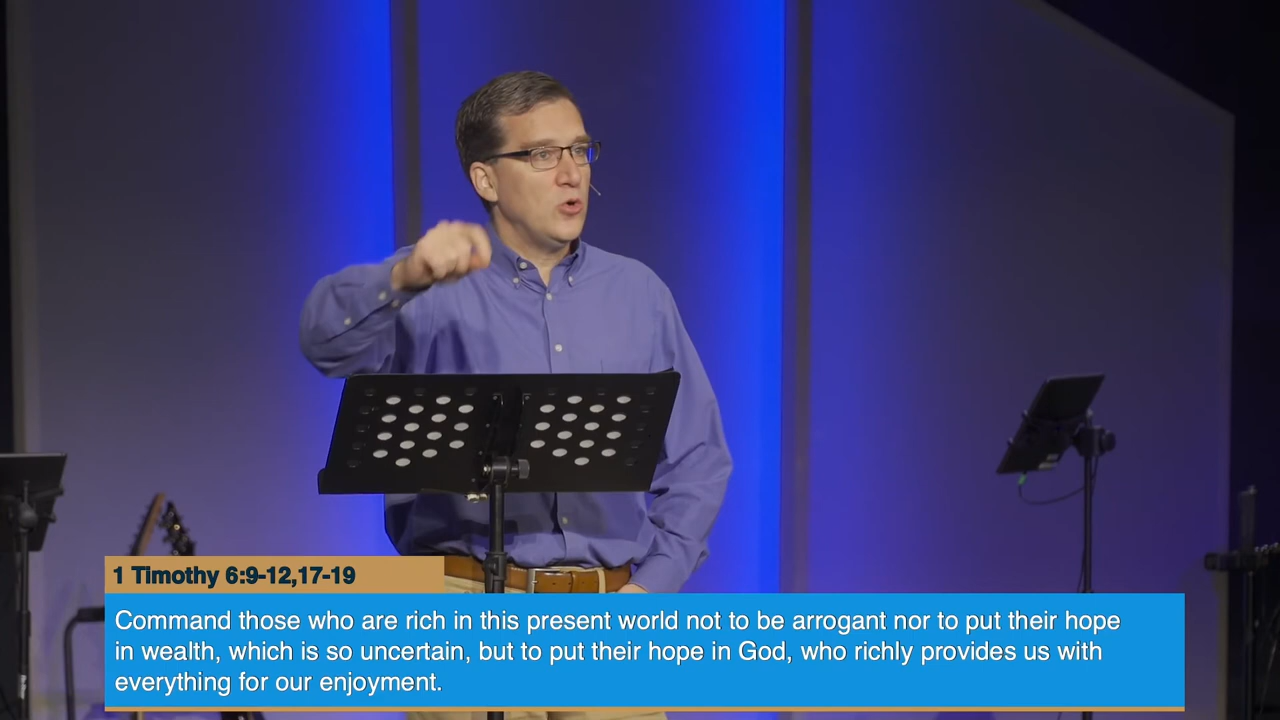 1 Timothy 6:9-12,17-19
Command those who are rich in this present world not to be arrogant nor to put their hope
in wealth, which is so uncertain, but to put their hope in God, who richly provides us with
everything for our enjoyment.